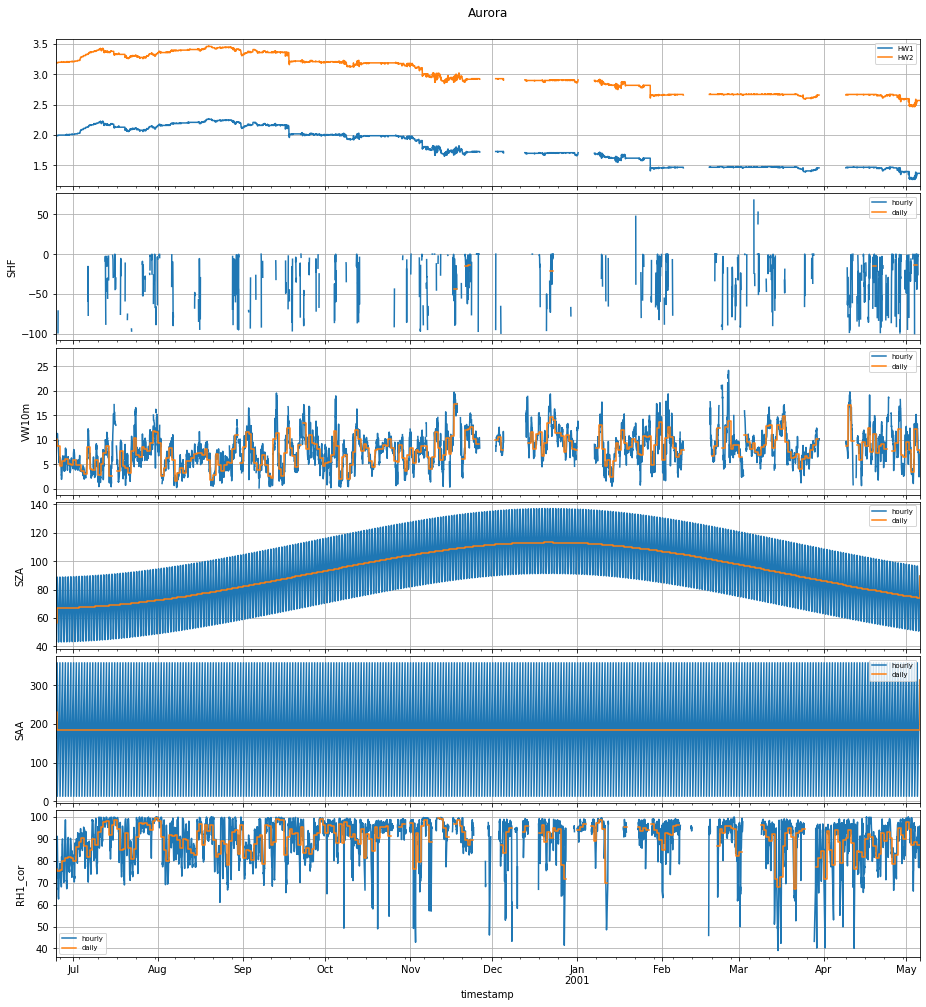 Aurora
3.5
3.0
2.5
2.0
1.5
HW1
HW2
SHF
50
0
−50
−100
hourly
daily
VW10m
25
20
15
10
5
0
hourly
daily
SZA
140
120
100
80
60
40
hourly
daily
SAA
300
200
100
0
hourly
daily
RH1_cor
100
90
80
70
60
50
40
hourly
daily
Jul Aug Sep Oct Nov Dec Jan Feb Mar Apr May
2001
timestamp